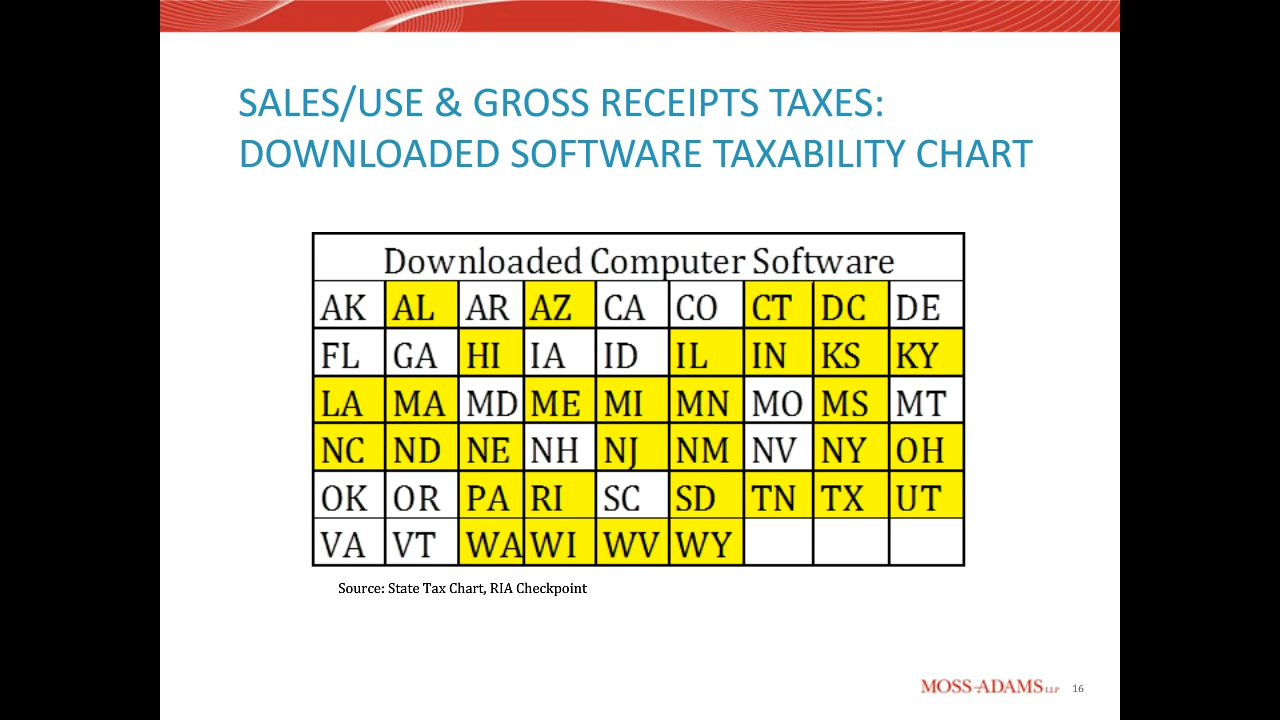 SALES/USE & GROSS RECEIPTS TAXES:
DOWNLOADED SOFTWARE TAXABILITY CHART
Downloaded Computer Software
AK AL AR AZ CA CO CT DC DE
FL GA HI IA ID IL IN KS KY
LA MA MD ME MI MN MO MS MT
NC ND NE NH NJ NM NV NY OH
OK OR PA RI SC SD TN TX UT
VA VT WA WI WV WY
Source: State Tax Chart, RIA Checkpoint
MOSS-ADAMS LLP 16